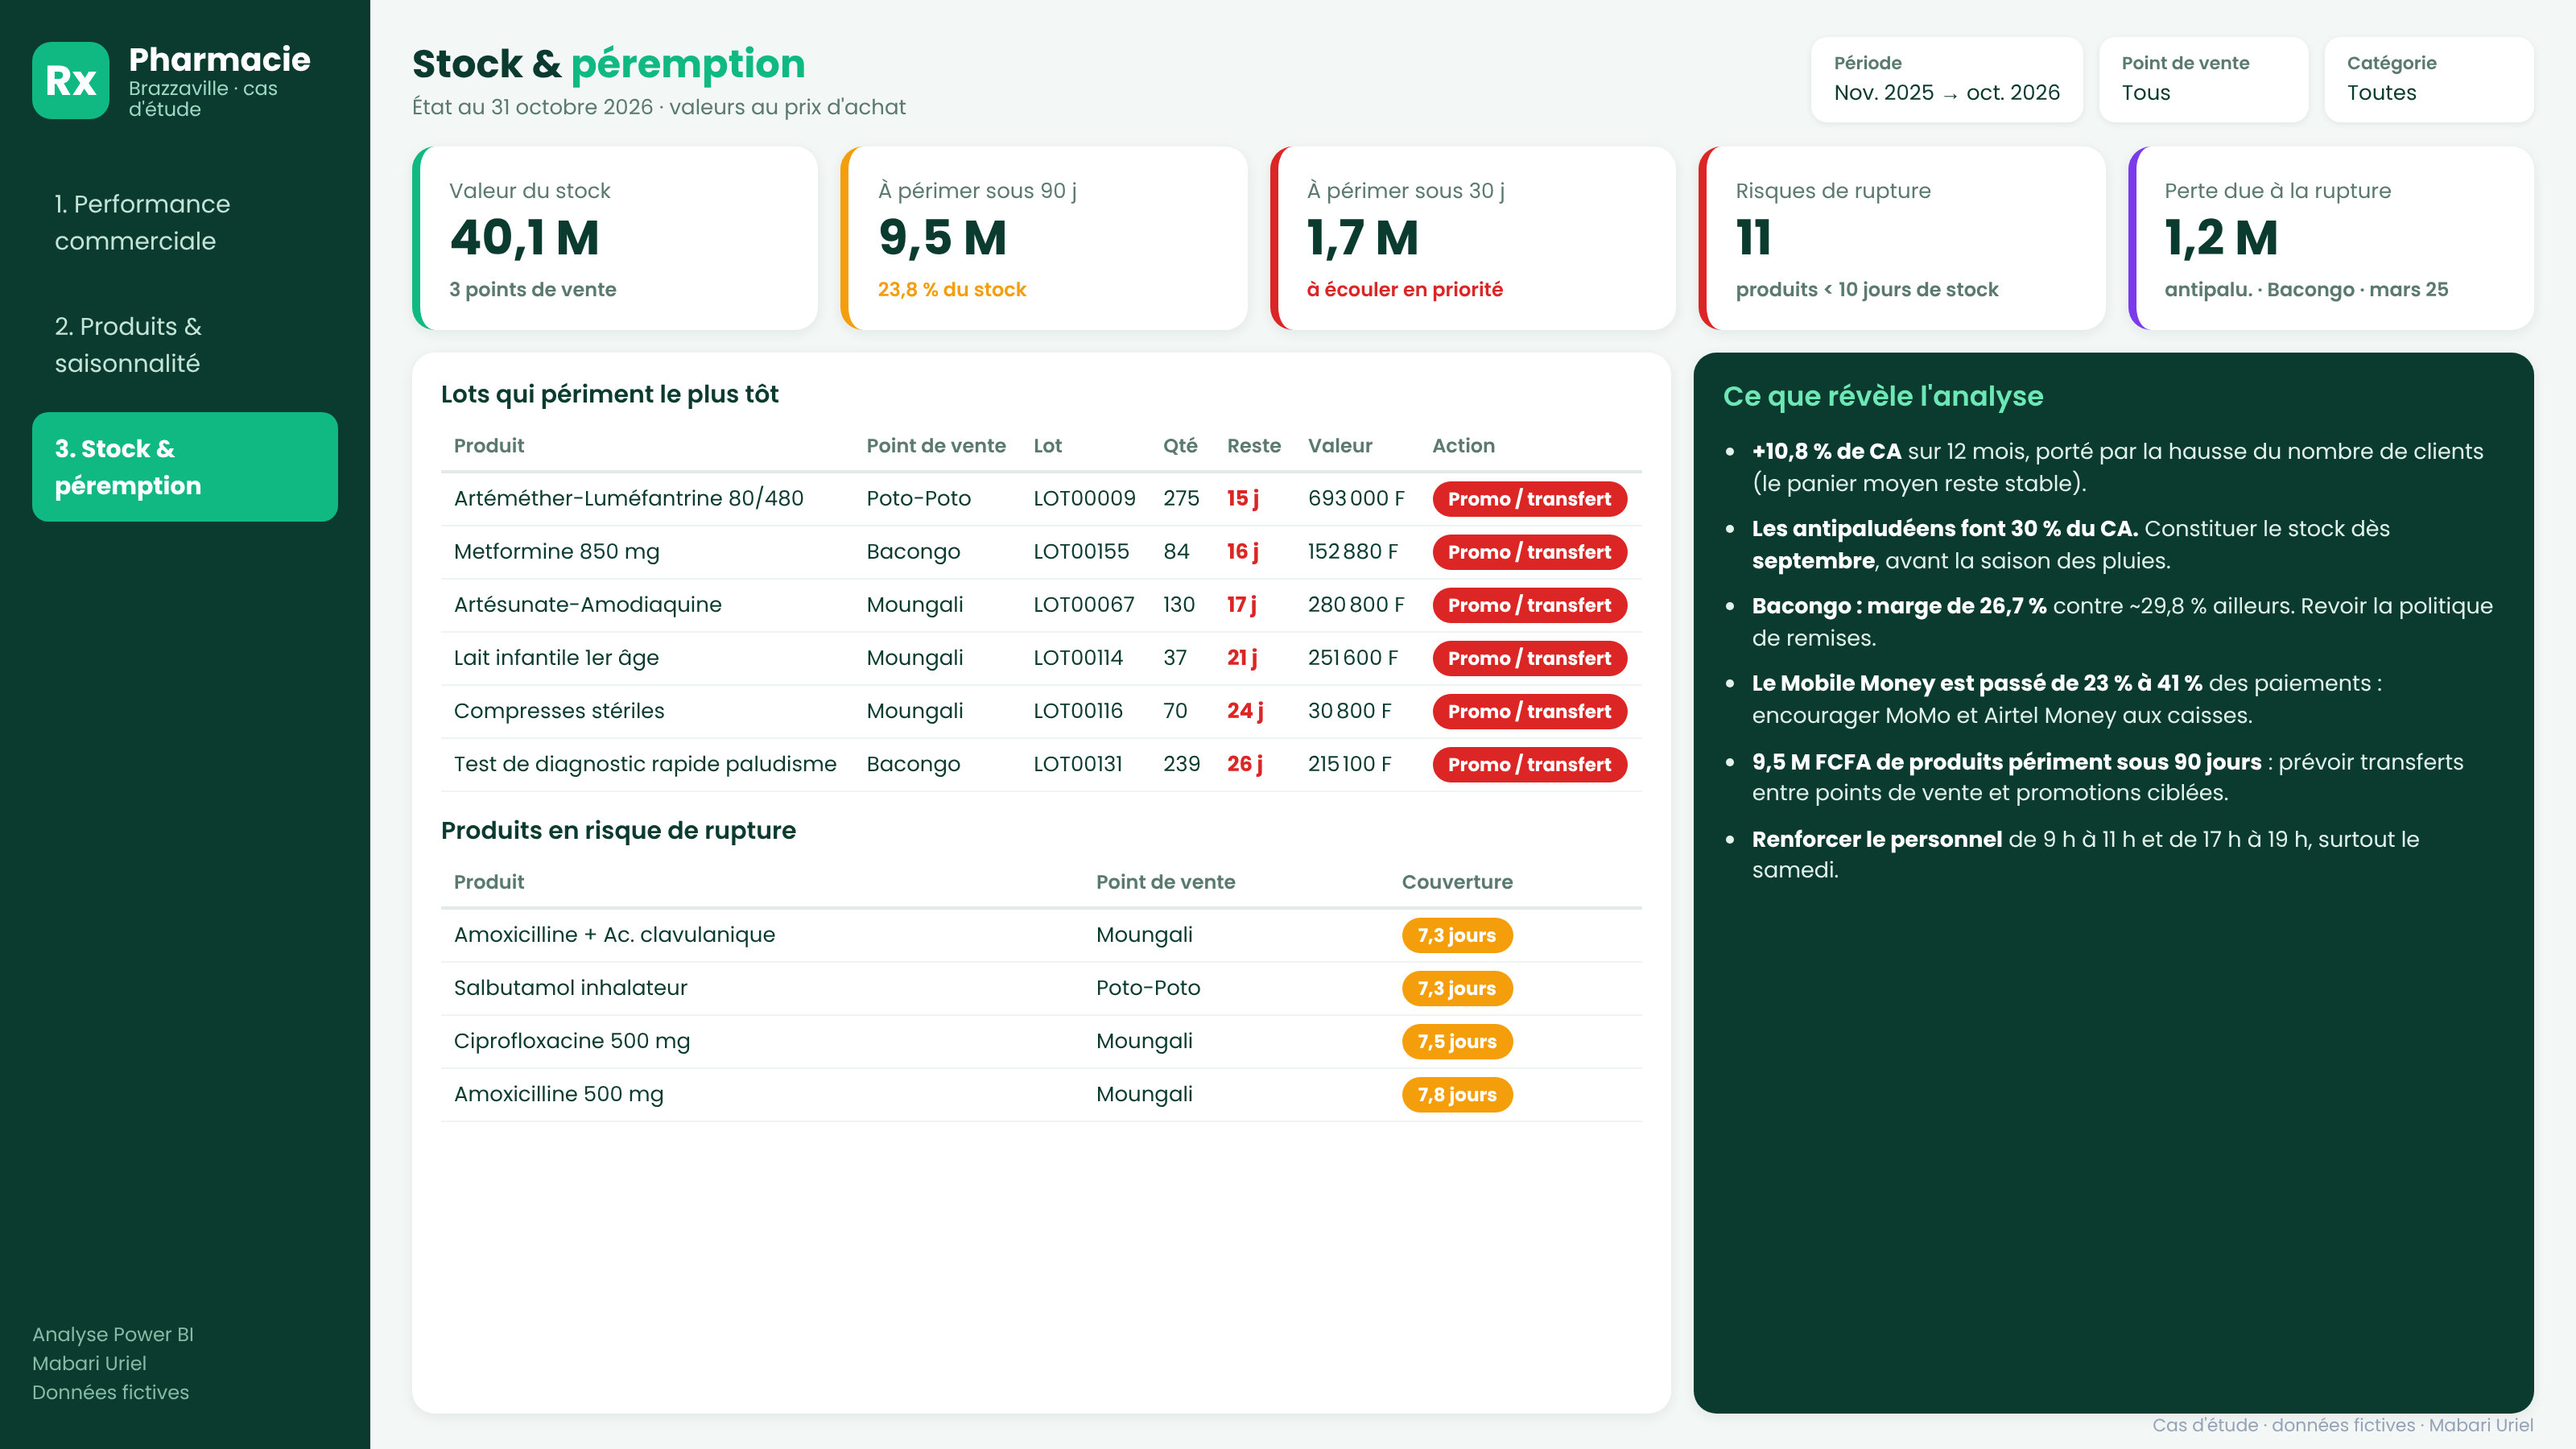 Rx
Pharmacie
Brazzaville · cas
d'étude
1. Performance
commerciale
2. Produits &
saisonnalité
3. Stock &
péremption
Analyse Power BI
Mabari Uriel
Données fictives
Stock & péremption
État au 31 octobre 2026 · valeurs au prix d'achat
Période
Nov. 2025 → oct. 2026
Point de vente
Tous
Catégorie
Toutes
Valeur du stock
40,1 M
3 points de vente
À périmer sous 90 j
9,5 M
23,8 % du stock
À périmer sous 30 j
1,7 M
à écouler en priorité
Risques de rupture
11
produits < 10 jours de stock
Perte due à la rupture
1,2 M
antipalu. · Bacongo · mars 25
Lots qui périment le plus tôt
Produit Point de vente Lot Qté Reste Valeur Action
Artéméther-Luméfantrine 80/480 Poto-Poto LOT00009 275 15 j 693 000 F Promo / transfert
Metformine 850 mg Bacongo LOT00155 84 16 j 152 880 F Promo / transfert
Artésunate-Amodiaquine Moungali LOT00067 130 17 j 280 800 F Promo / transfert
Lait infantile 1er âge Moungali LOT00114 37 21 j 251 600 F Promo / transfert
Compresses stériles Moungali LOT00116 70 24 j 30 800 F Promo / transfert
Test de diagnostic rapide paludisme Bacongo LOT00131 239 26 j 215 100 F Promo / transfert
Produits en risque de rupture
Produit Point de vente Couverture
Amoxicilline + Ac. clavulanique Moungali 7,3 jours
Salbutamol inhalateur Poto-Poto 7,3 jours
Ciprofloxacine 500 mg Moungali 7,5 jours
Amoxicilline 500 mg Moungali 7,8 jours
Ce que révèle l'analyse
• +10,8 % de CA sur 12 mois, porté par la hausse du nombre de clients
(le panier moyen reste stable).
• Les antipaludéens font 30 % du CA. Constituer le stock dès
septembre, avant la saison des pluies.
• Bacongo : marge de 26,7 % contre ~29,8 % ailleurs. Revoir la politique
de remises.
• Le Mobile Money est passé de 23 % à 41 % des paiements :
encourager MoMo et Airtel Money aux caisses.
• 9,5 M FCFA de produits périment sous 90 jours : prévoir transferts
entre points de vente et promotions ciblées.
• Renforcer le personnel de 9 h à 11 h et de 17 h à 19 h, surtout le
samedi.
Cas d'étude · données fictives · Mabari Uriel